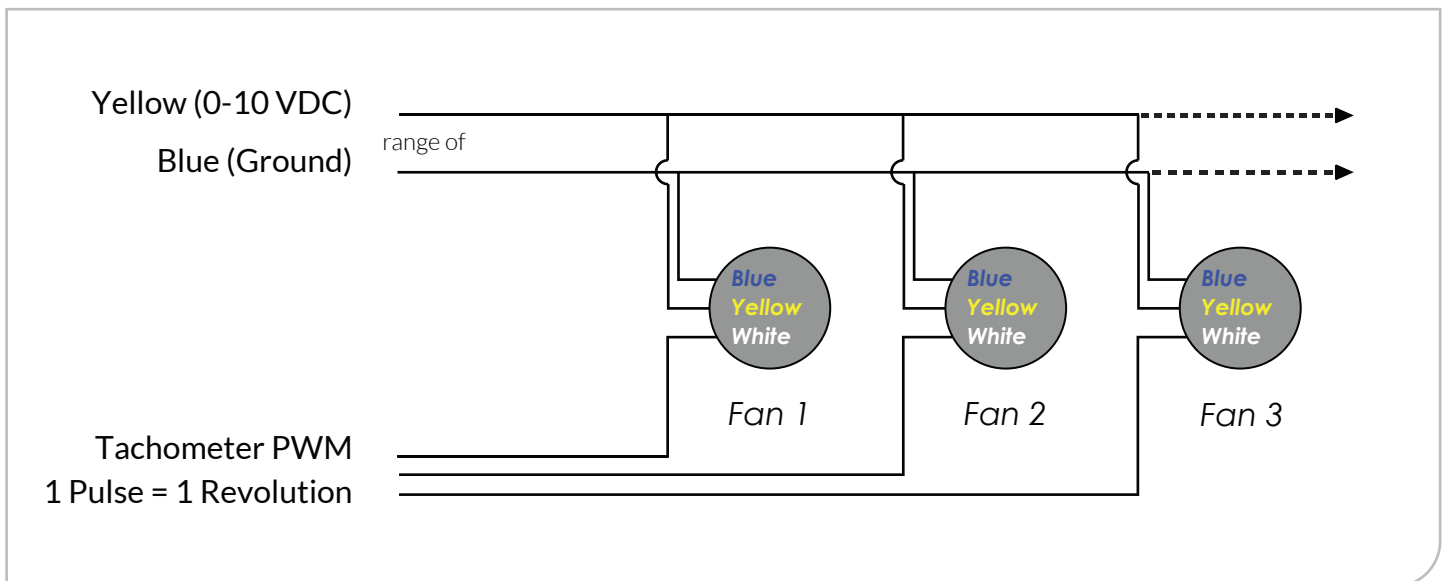 Yellow (0-10 VDC)
range of
Blue (Ground)
Blue
Yellow
White
Fan 1
Blue
Yellow
White
Fan 2
Blue
Yellow
White
Fan 3
Tachometer PWM
1 Pulse = 1 Revolution